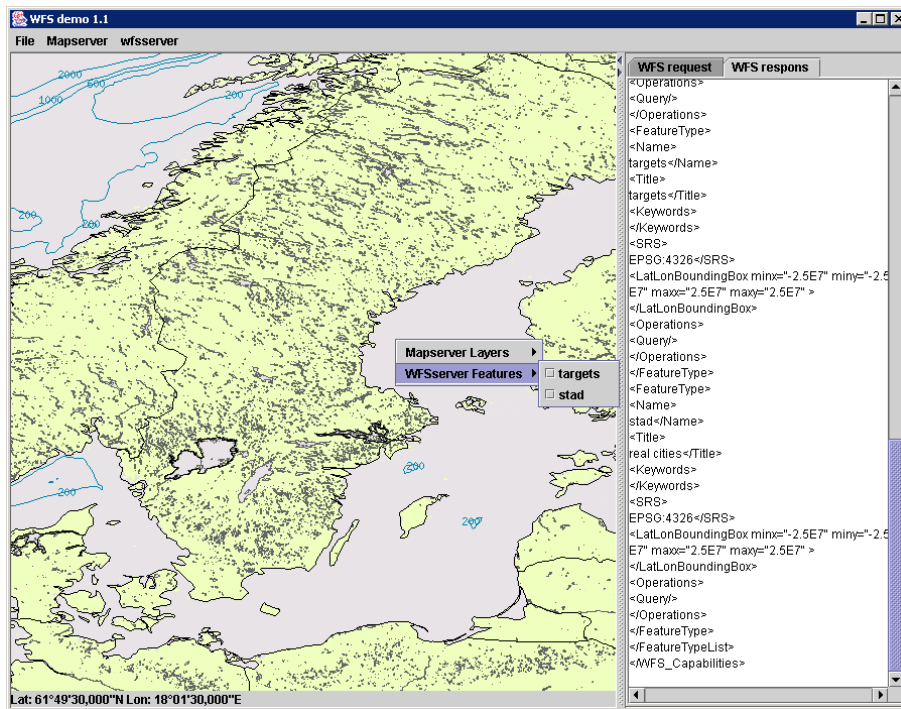 WFS demo 1.1
File Mapserver wfsserver
2000
600
1000
200
200
200
200
200
200
Mapserver Layers
WFSserver Features
targets
stad
Lat: 61°49'30,000"N Lon: 18°01'30,000"E
WFS request WFS respons
<Operations>
<Query/>
</Operations>
<FeatureType>
<Name>
targets</Name>
<Title>
targets</Title>
<Keywords>
</Keywords>
<SRS>
EPSG:4326</SRS>
<LatLonBoundingBox minx="-2.5E7" miny="-2.5
E7" maxx="2.5E7" maxy="2.5E7" >
</LatLonBoundingBox>
<Operations>
<Query/>
</Operations>
</FeatureType>
<FeatureType>
<Name>
stad</Name>
<Title>
real cities</Title>
<Keywords>
</Keywords>
<SRS>
EPSG:4326</SRS>
<LatLonBoundingBox minx="-2.5E7" miny="-2.5
E7" maxx="2.5E7" maxy="2.5E7" >
</LatLonBoundingBox>
<Operations>
<Query/>
</Operations>
</FeatureType>
</FeatureTypeList>
</WFS_Capabilities>